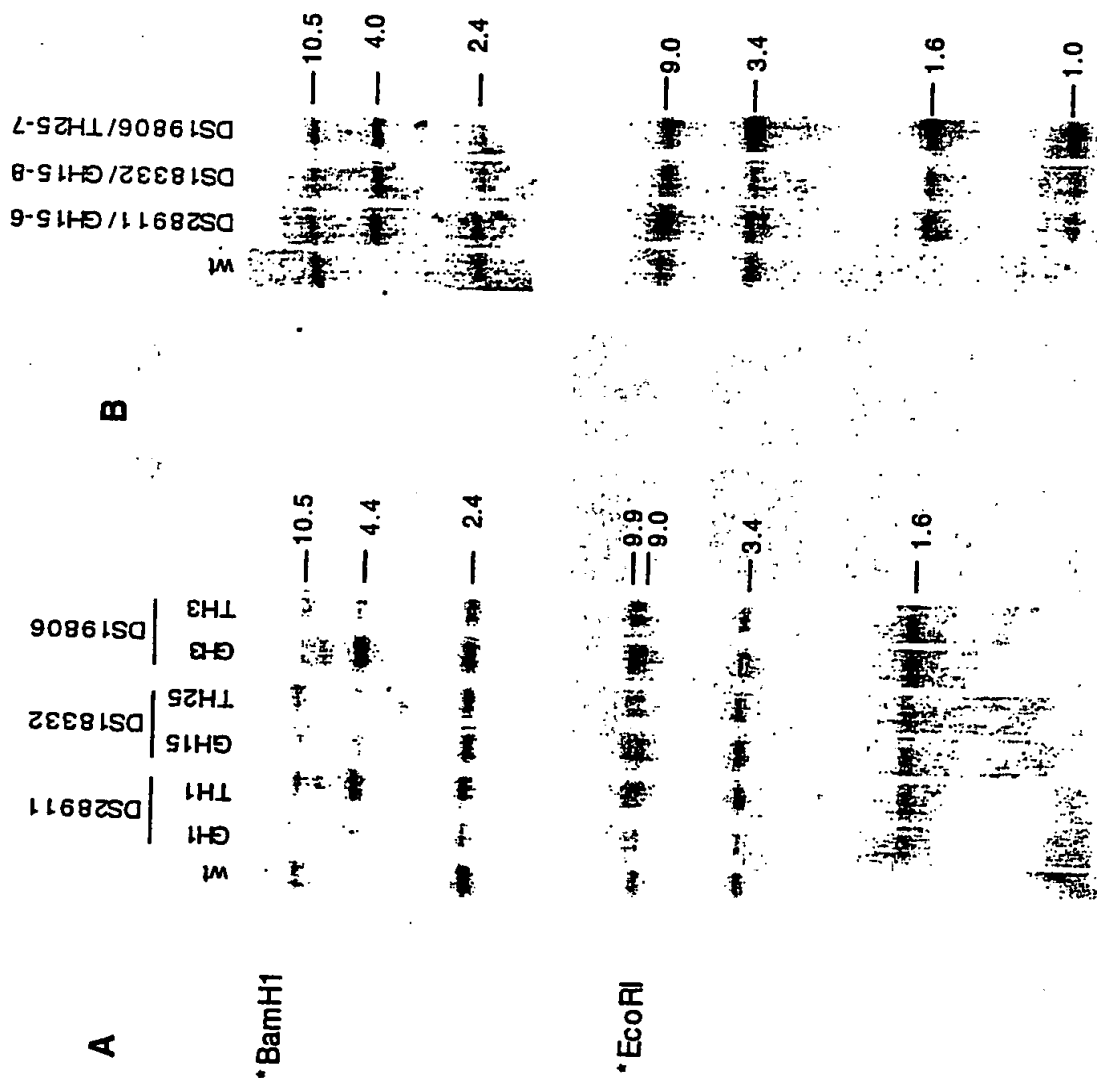 A
DS28911 DS18332 DS19806
wt GH1 TH1 GH15 TH25 GH3 TH3
*BamH1
10.5
4.4
2.4
*EcoRI
9.9
9.0
3.4
1.6
B
wt DS28911/GH15-6 DS18332/GH15-8 DS19806/TH25-7
10.5
4.0
2.4
9.0
3.4
1.6
1.0